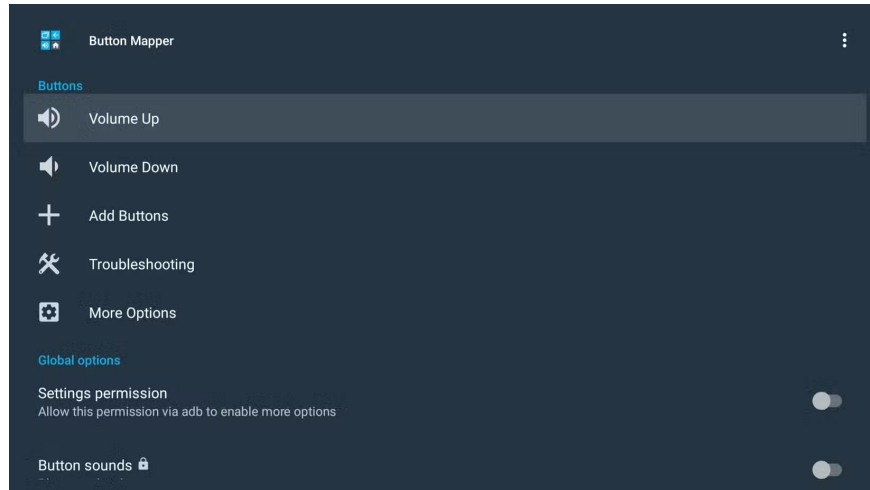 Button Mapper
Buttons
Volume Up
Volume Down
Add Buttons
Troubleshooting
More Options
Global options
Settings permission
Allow this permission via adb to enable more options
Button sounds